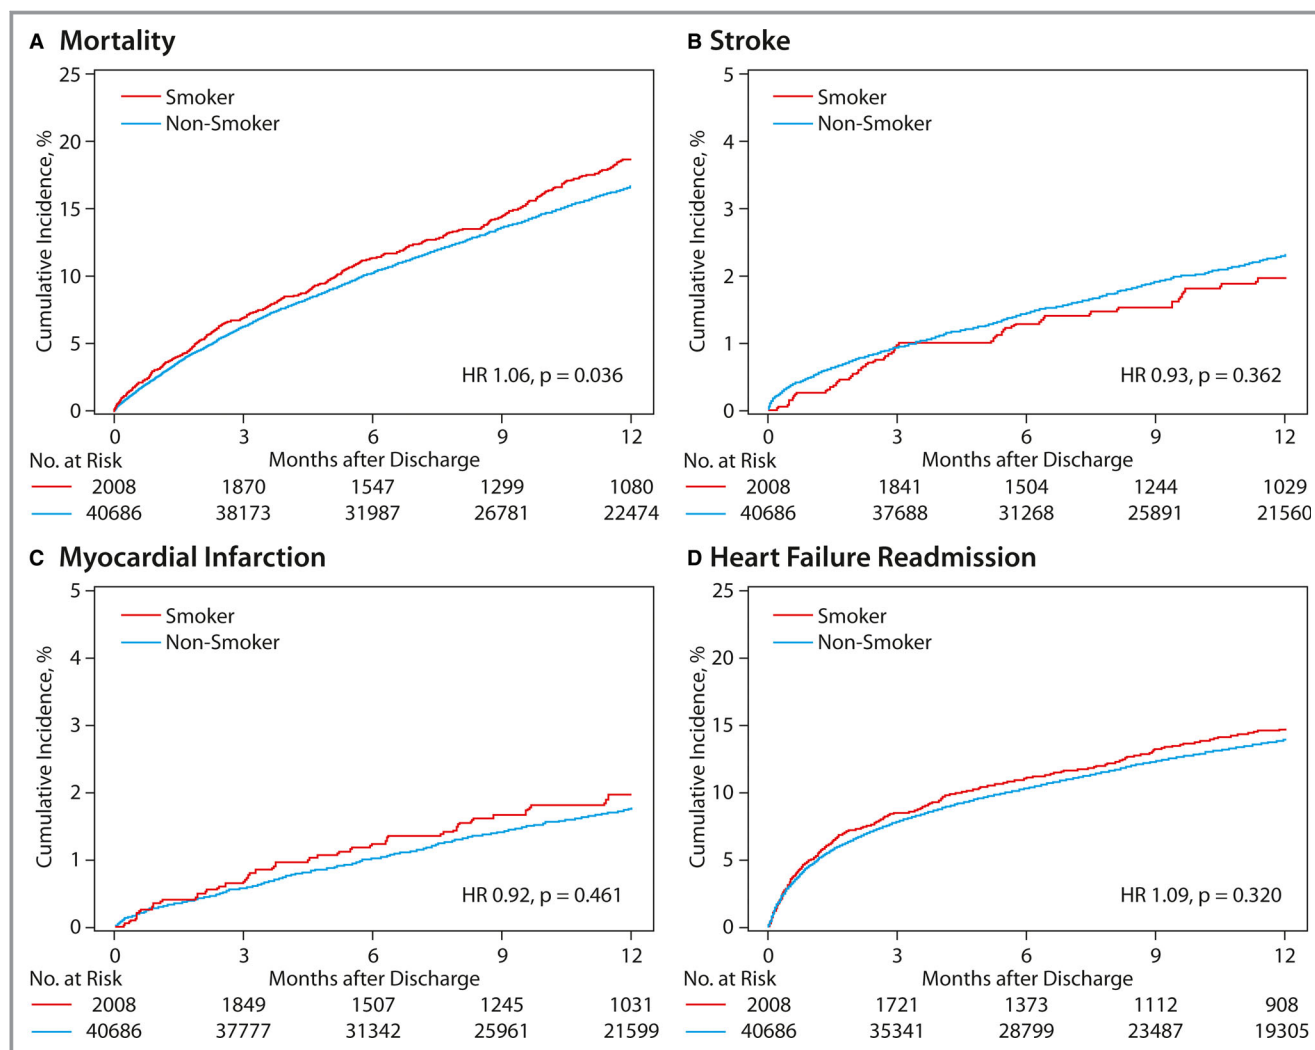 A Mortality
25
20
15
10
5
0
Cumulative Incidence, %
Smoker
Non-Smoker
HR 1.06, p = 0.036
0 3 6 9 12
No. at Risk
Months after Discharge
2008 1870 1547 1299 1080
40686 38173 31987 26781 22474
B Stroke
5
4
3
2
1
0
Cumulative Incidence, %
Smoker
Non-Smoker
HR 0.93, p = 0.362
0 3 6 9 12
No. at Risk
Months after Discharge
2008 1841 1504 1244 1029
40686 37688 31268 25891 21560
C Myocardial Infarction
5
4
3
2
1
0
Cumulative Incidence, %
Smoker
Non-Smoker
HR 0.92, p = 0.461
0 3 6 9 12
No. at Risk
Months after Discharge
2008 1849 1507 1245 1031
40686 37777 31342 25961 21599
D Heart Failure Readmission
25
20
15
10
5
0
Cumulative Incidence, %
Smoker
Non-Smoker
HR 1.09, p = 0.320
0 3 6 9 12
No. at Risk
Months after Discharge
2008 1721 1373 1112 908
40686 35341 28799 23487 19305